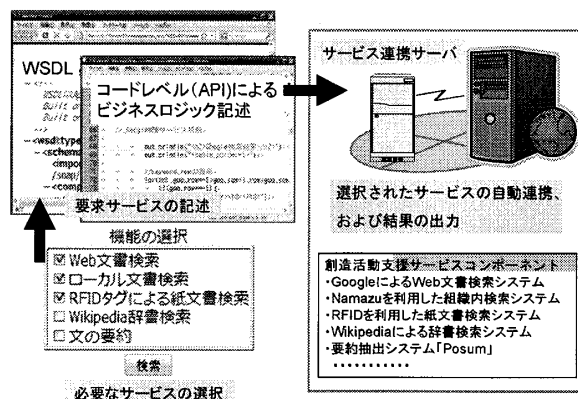 WSDL
<wsdl:type
<schema
<impor
/soap/
<comp
コードレベル(API)による
ビジネスロジック記述
要求サービスの記述
機能の選択
☑Web文書検索
☑ローカル文書検索
☑RFIDタグによる紙文書検索
□Wikipedia辞書検索
□文の要約
検索
必要なサービスの選択
サービス連携サーバ
選択されたサービスの自動連携、
および結果の出力
創造活動支援サービスコンポーネント
・GoogleによるWeb文書検索システム
・Namazuを利用した組織内検索システム
・RFIDを利用した紙文書検索システム
・Wikipediaによる辞書検索システム
・要約抽出システム「Posum」
・・・・・・・・・・・